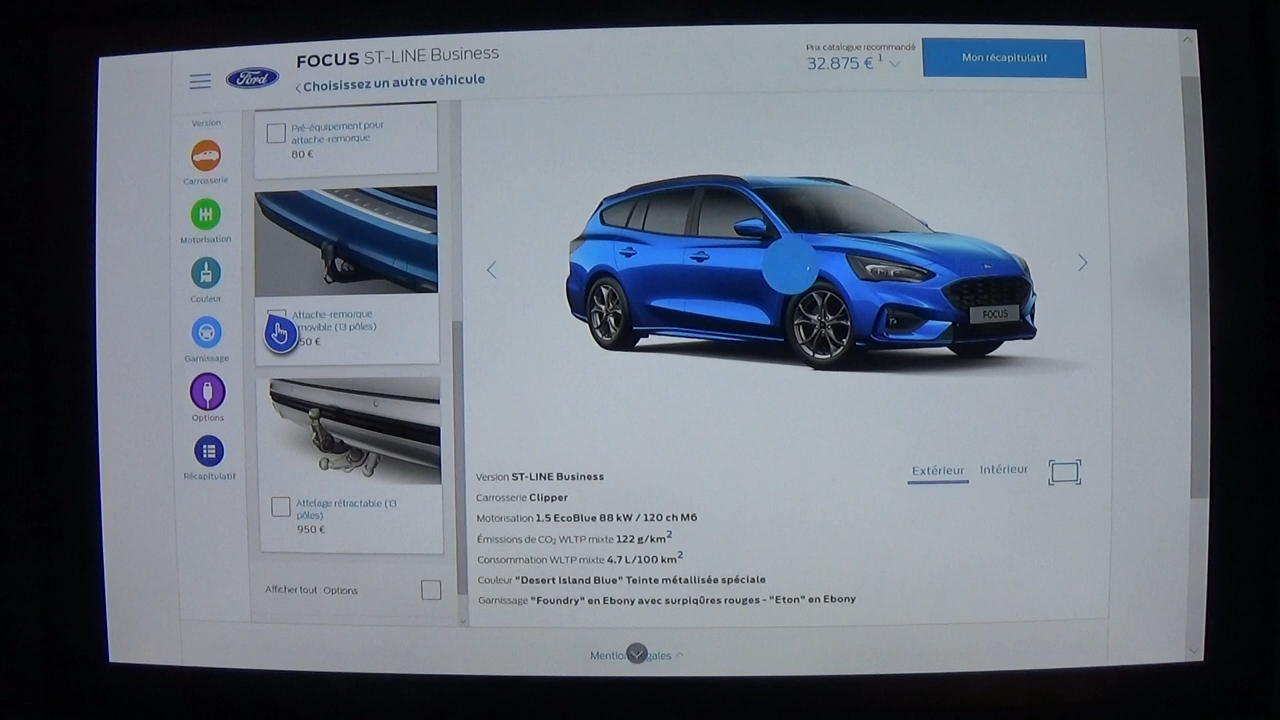 FOCUS ST-LINE Business
Ford
Choisissez un autre véhicule
Prix catalogue recommandé
32.875 € 1
Mon récapitulatif
Version
Carrosserie
Motorisation
Couleur
Garnissage
Options
Récapitulatif
Pré-équipement pour
attache-remorque
80 €
Attache-remorque
movible (13 pôles)
50 €
Attelage rétractable (13
pôles)
950 €
Afficher tout Options
FOCUS
Extérieur
Intérieur
Version ST-LINE Business
Carrosserie Clipper
Motorisation 1.5 EcoBlue 88 kW / 120 ch M6
Émissions de CO₂ WLTP mixte 122 g/km²
Consommation WLTP mixte 4.7 L/100 km²
Couleur "Desert Island Blue" Teinte métallisée spéciale
Garnissage "Foundry" en Ebony avec surpiqûres rouges - "Eton" en Ebony